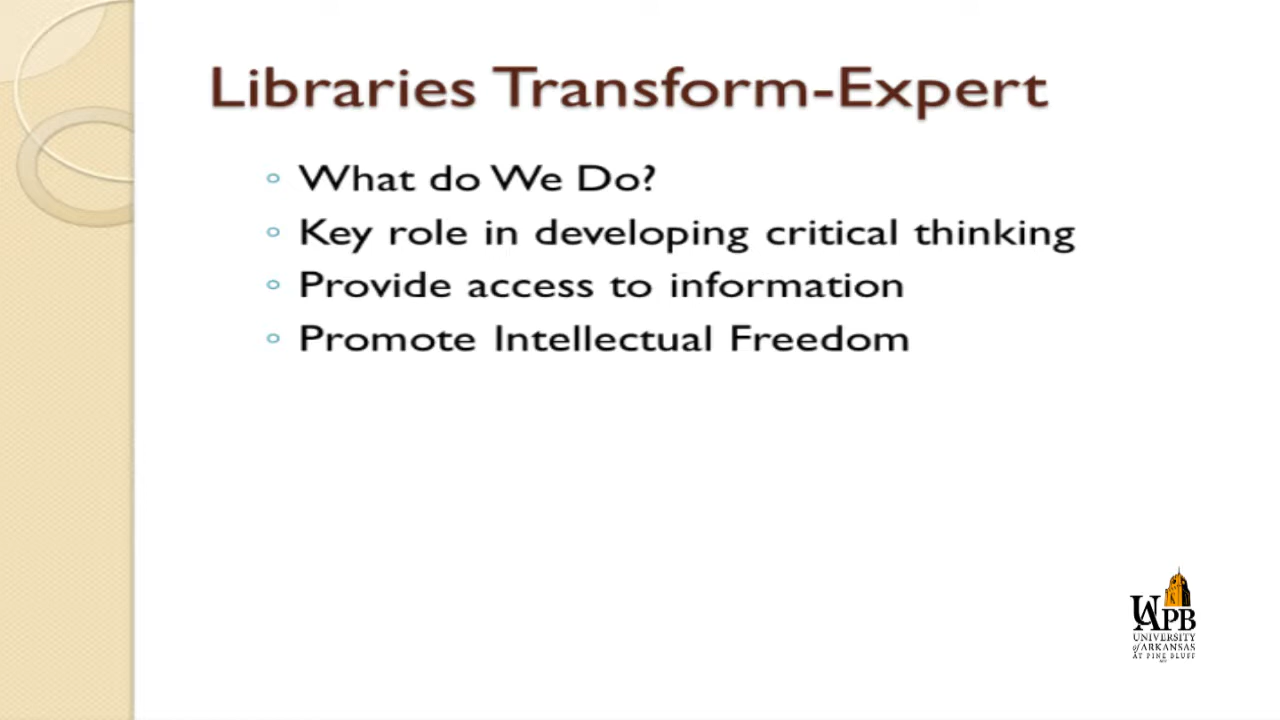 Libraries Transform-Expert
What do We Do?
Key role in developing critical thinking
Provide access to information
Promote Intellectual Freedom
UAPB
UNIVERSITY
of ARKANSAS
AT PINE BLUFF